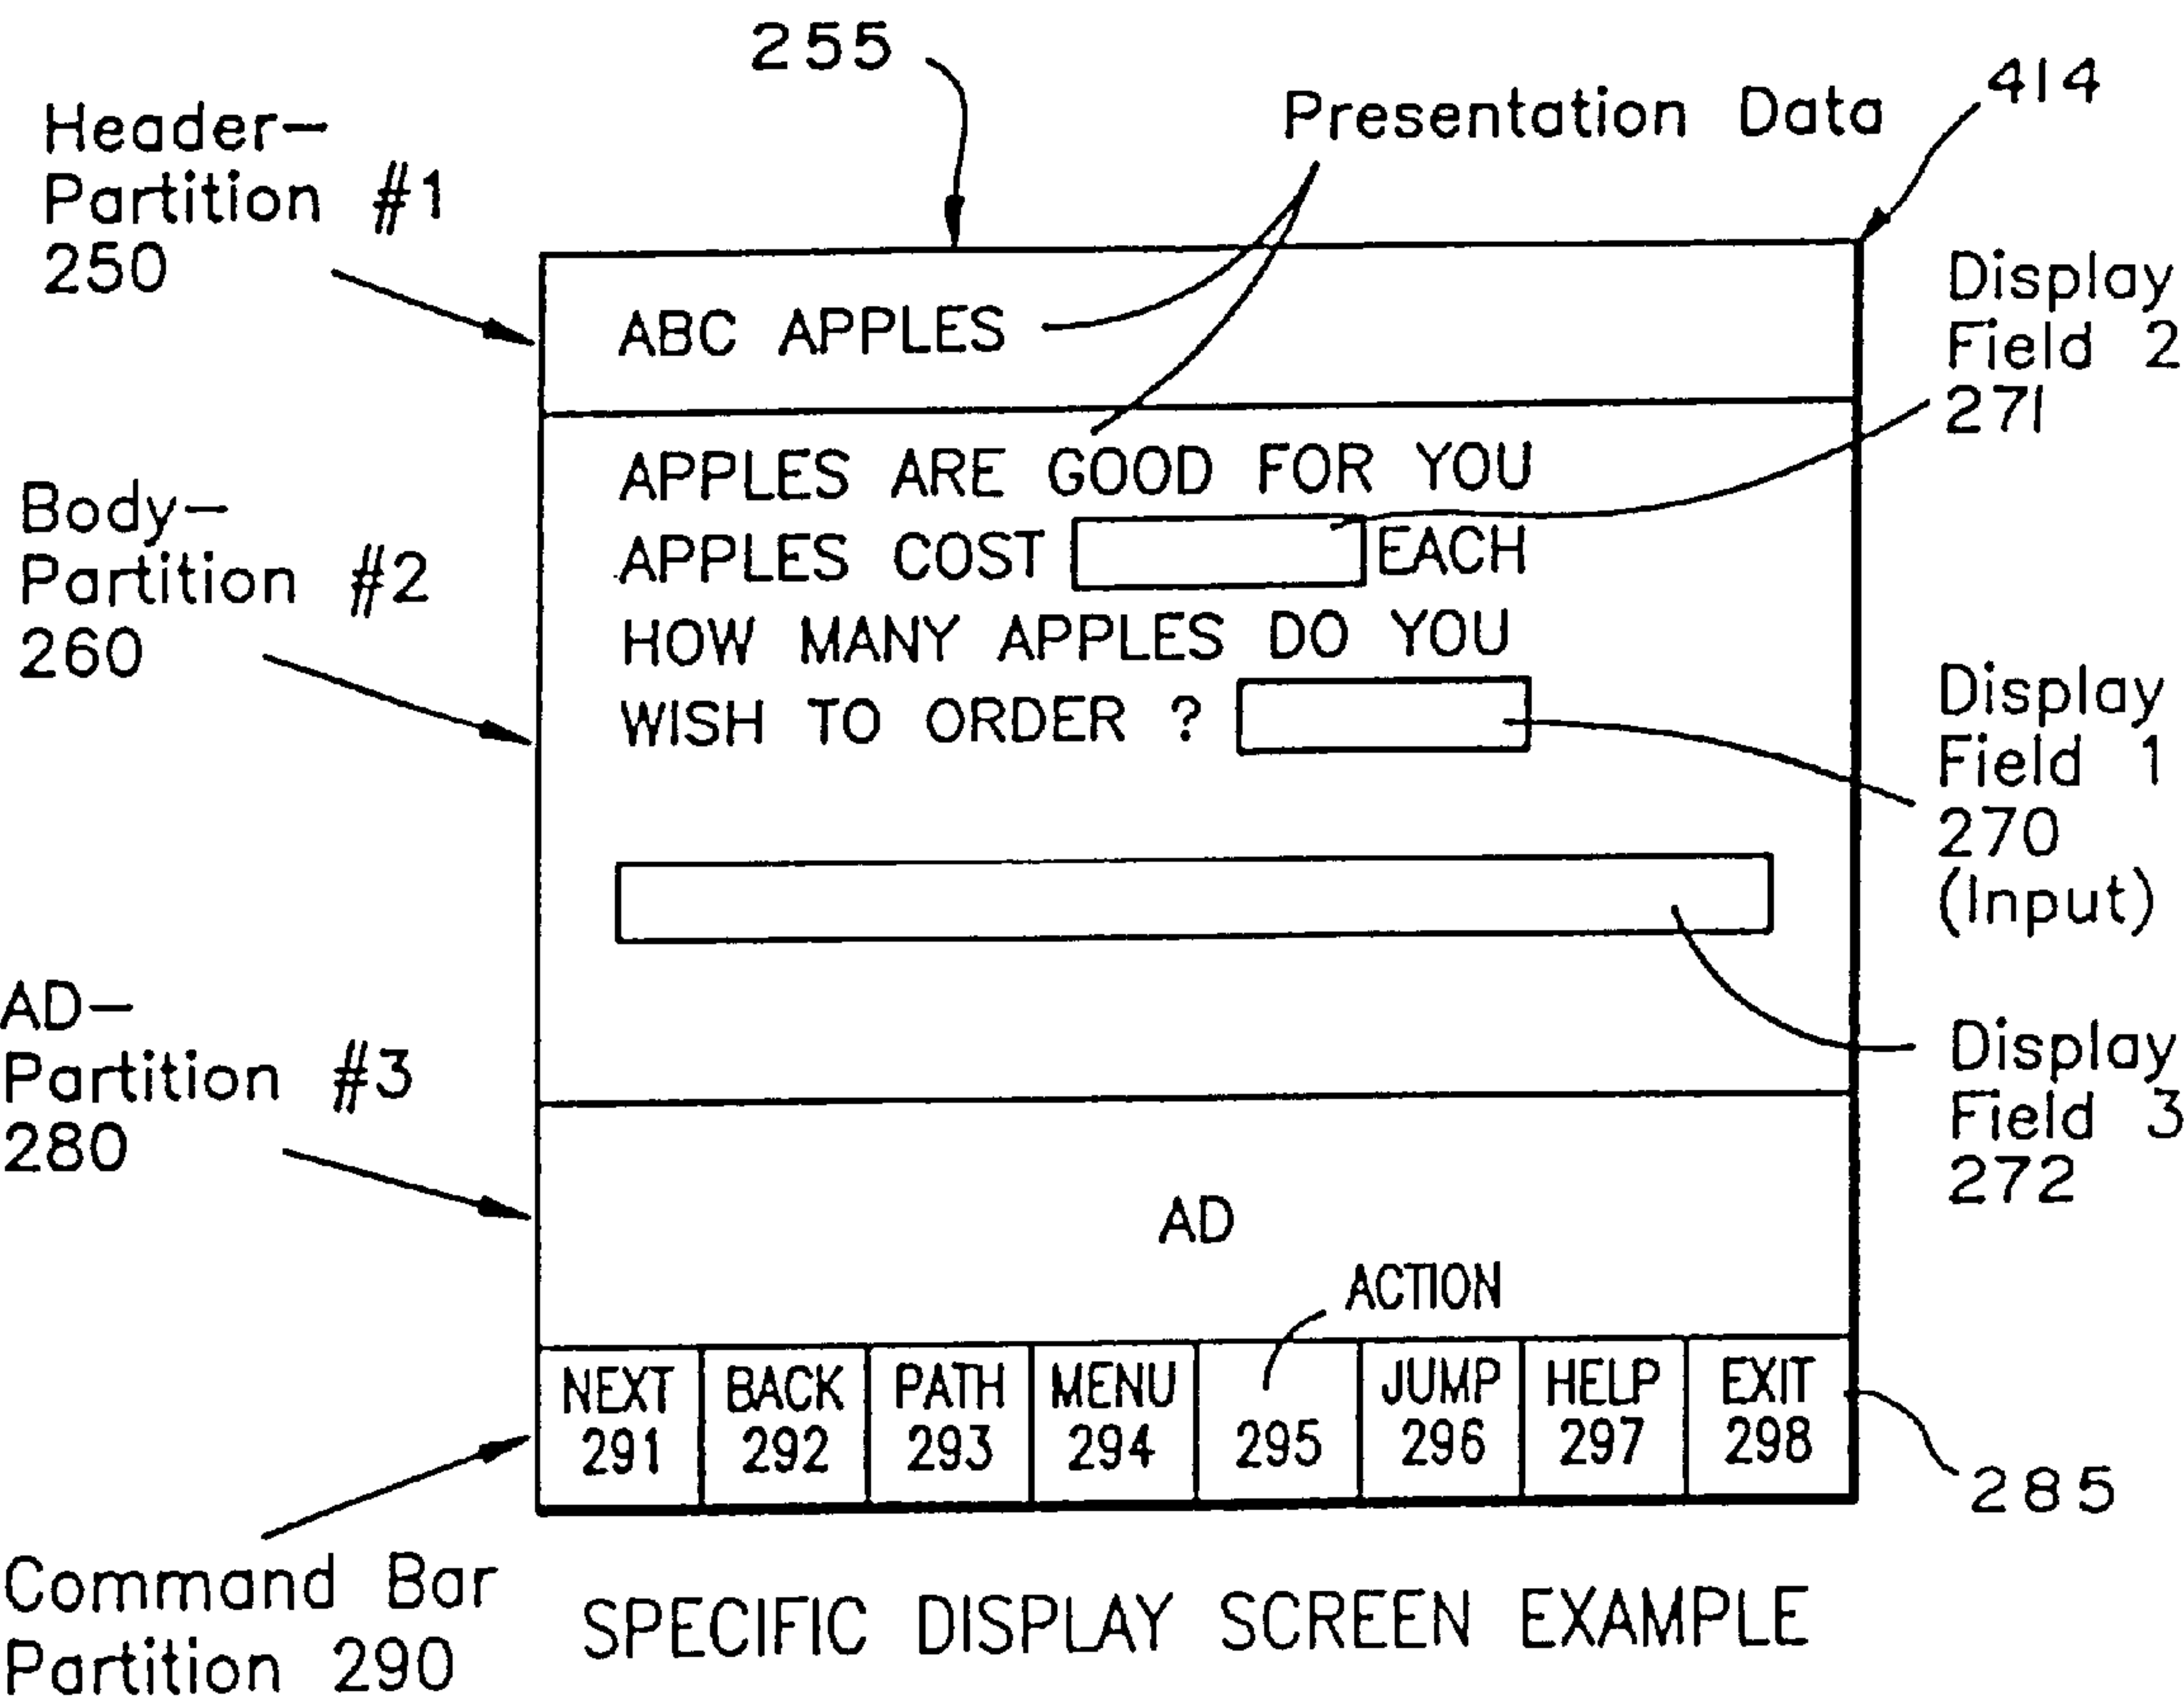 255
414
Presentation Data
Header-
Partition #1
250
ABC APPLES
Display
Field 2
271
Body-
Partition #2
260
APPLES ARE GOOD FOR YOU
APPLES COST EACH
HOW MANY APPLES DO YOU
WISH TO ORDER ?
Display
Field 1
270
(Input)
AD-
Partition #3
280
Display
Field 3
272
AD
ACTION
NEXT BACK PATH MENU JUMP HELP EXIT
291 292 293 294 295 296 297 298
285
Command Bar
Partition 290
SPECIFIC DISPLAY SCREEN EXAMPLE